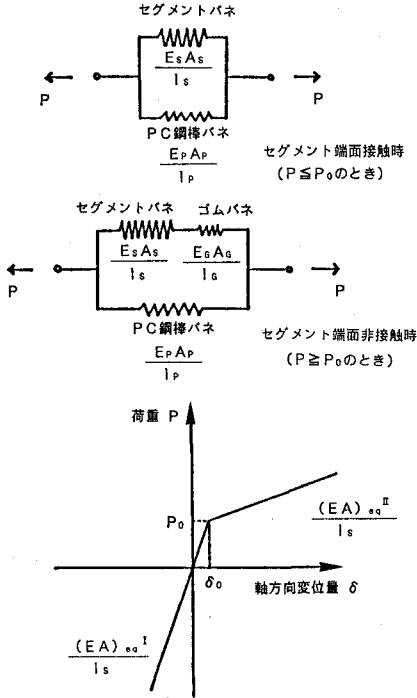 セグメントバネ
EsAs
ls
P
P
PC鋼棒バネ
EPAP
lP
セグメント端面接触時
(P≦P₀のとき)
セグメントバネ ゴムバネ
EsAs
ls
EGAG
lG
P
P
PC鋼棒バネ
EPAP
lP
セグメント端面非接触時
(P≧P₀のとき)
荷重 P
P₀
(EA)eqᴵᴵ
ls
δ₀
軸方向変位量 δ
(EA)eqᴵ
ls